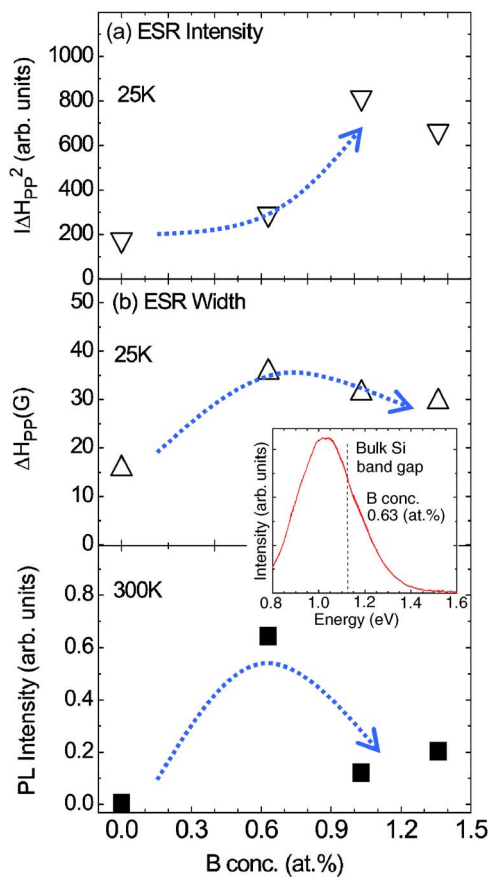 (a) ESR Intensity
25K
1000
800
600
400
200
0
IΔH_PP^2 (arb. units)
(b) ESR Width
25K
50
40
30
20
10
0
ΔH_PP(G)
Bulk Si
band gap
B conc.
0.63 (at.%)
Intensity (arb. units)
0.8 1.0 1.2 1.4 1.6
Energy (eV)
300K
0.8
0.6
0.4
0.2
0.0
PL Intensity (arb. units)
0.0 0.3 0.6 0.9 1.2 1.5
B conc. (at.%)